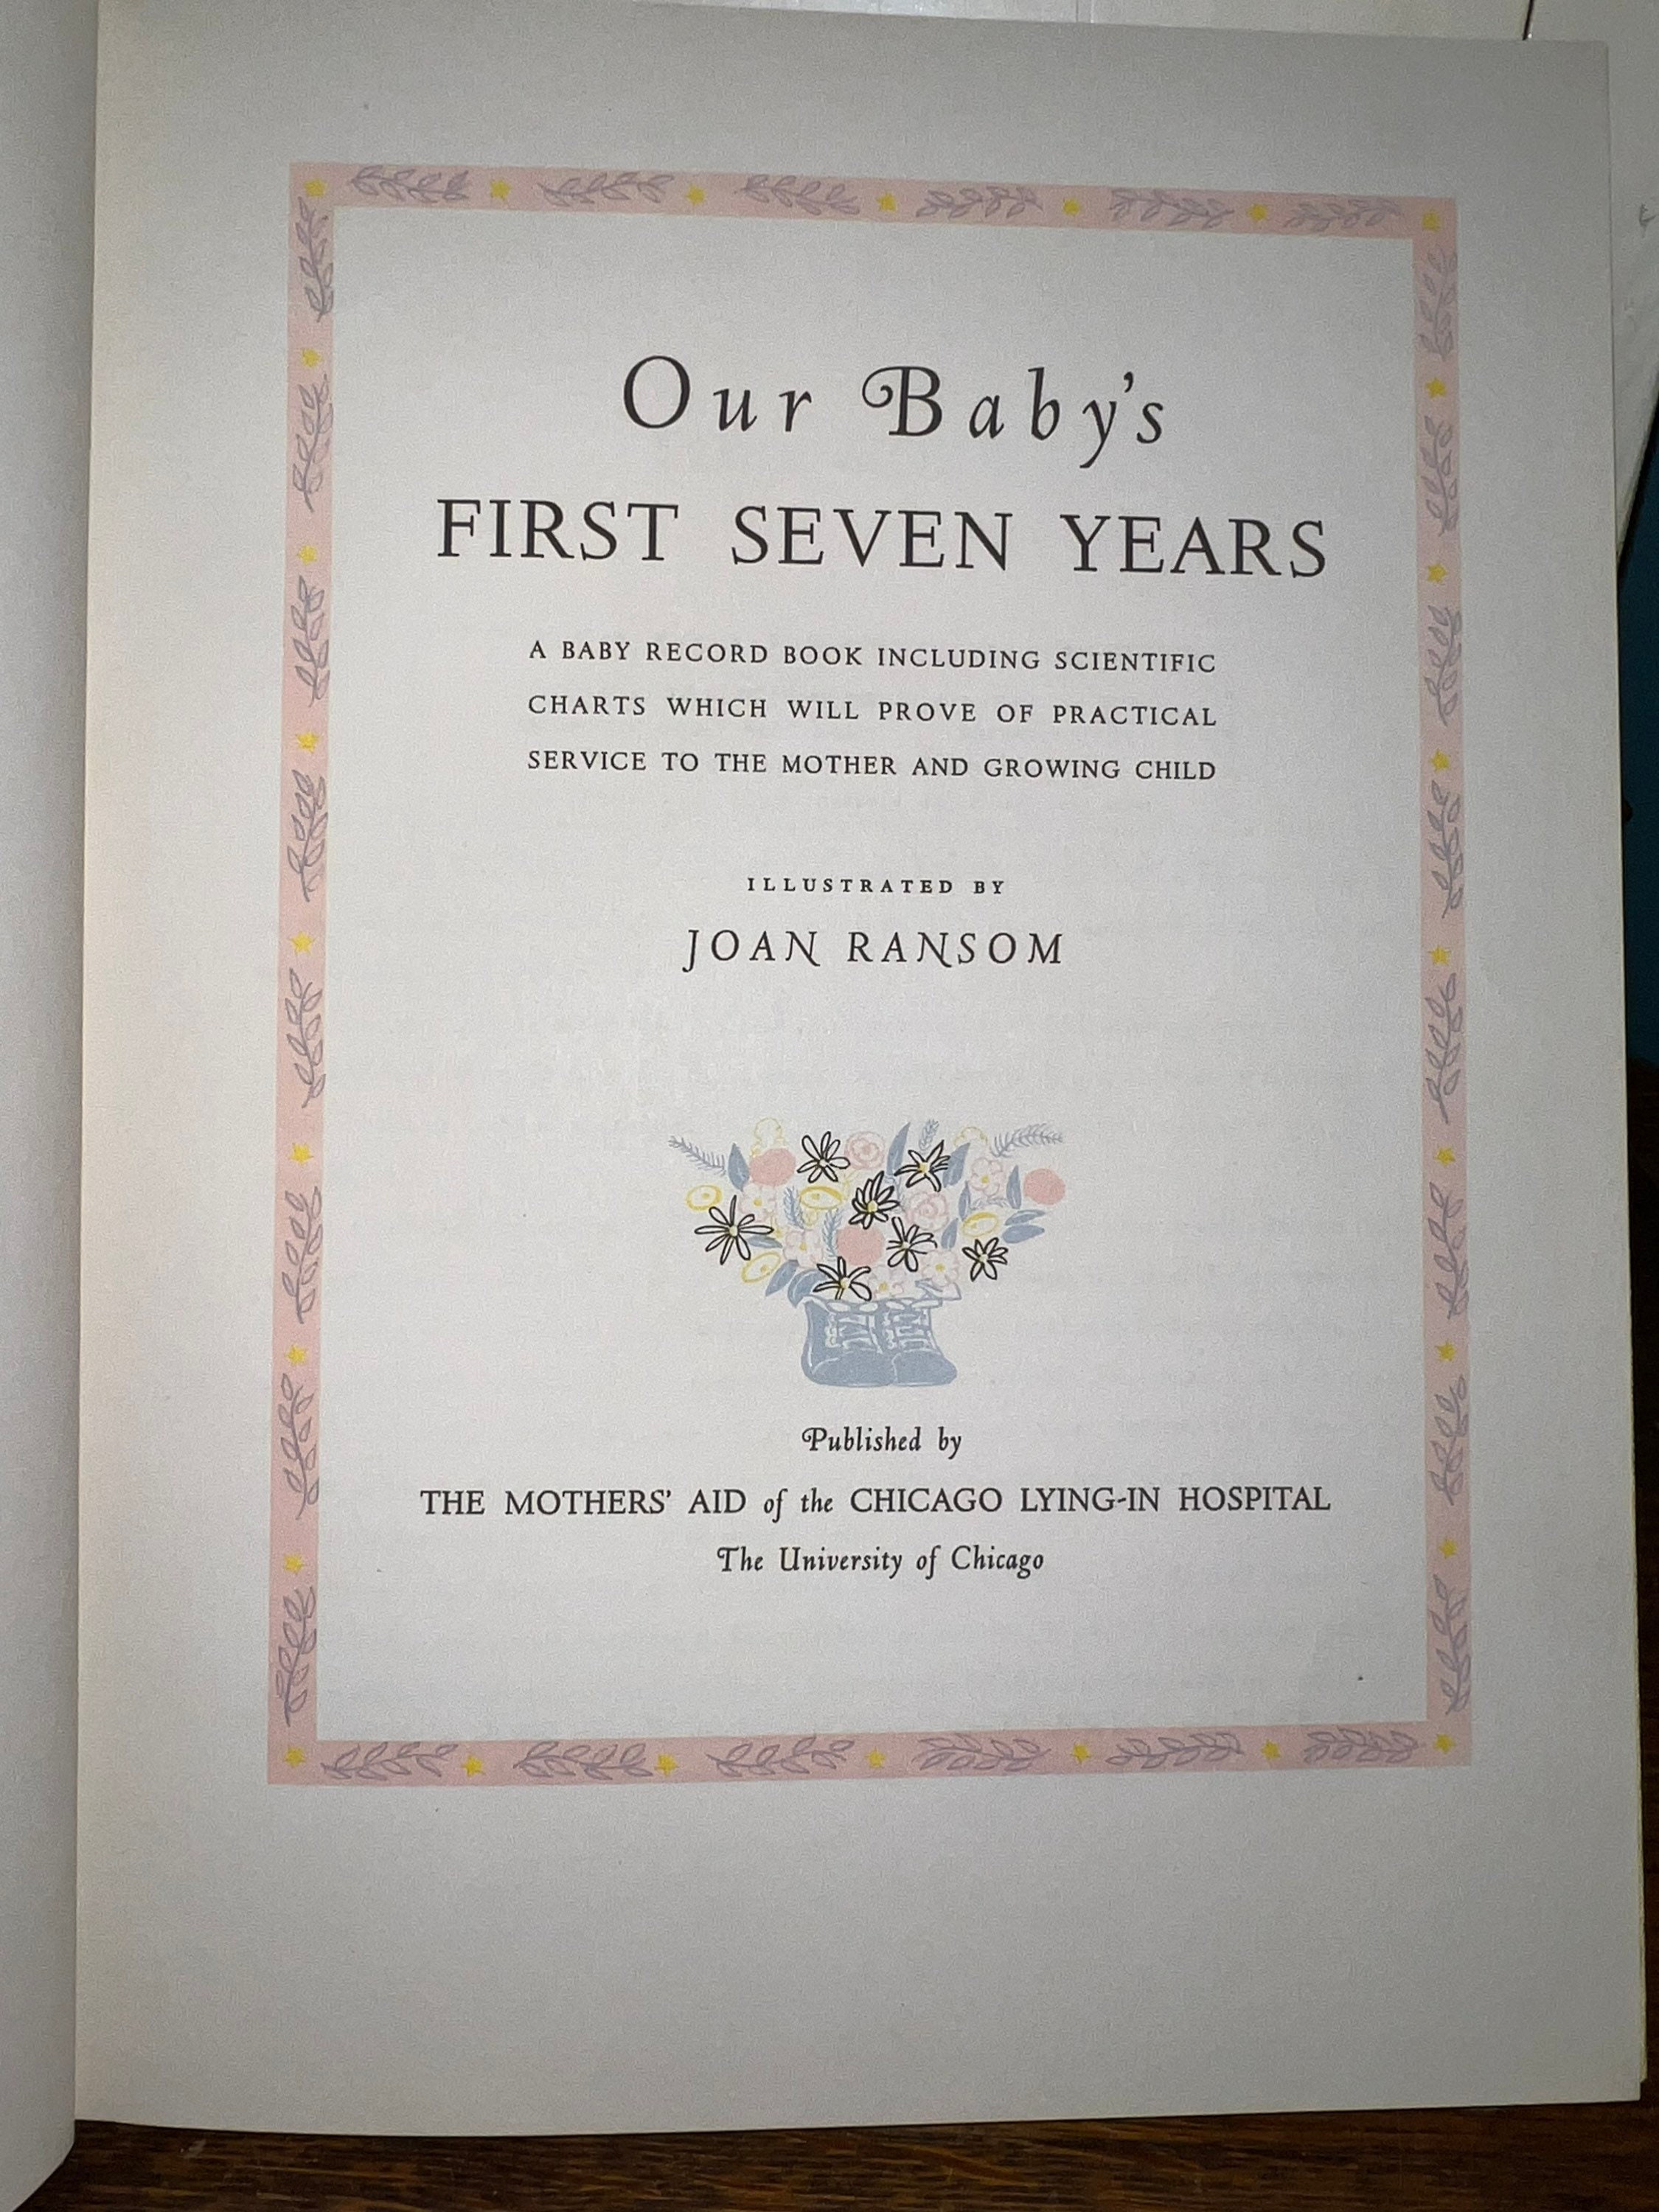 Our Baby's
FIRST SEVEN YEARS
A BABY RECORD BOOK INCLUDING SCIENTIFIC
CHARTS WHICH WILL PROVE OF PRACTICAL
SERVICE TO THE MOTHER AND GROWING CHILD
ILLUSTRATED BY
JOAN RANSOM
Published by
THE MOTHERS' AID of the CHICAGO LYING-IN HOSPITAL
The University of Chicago